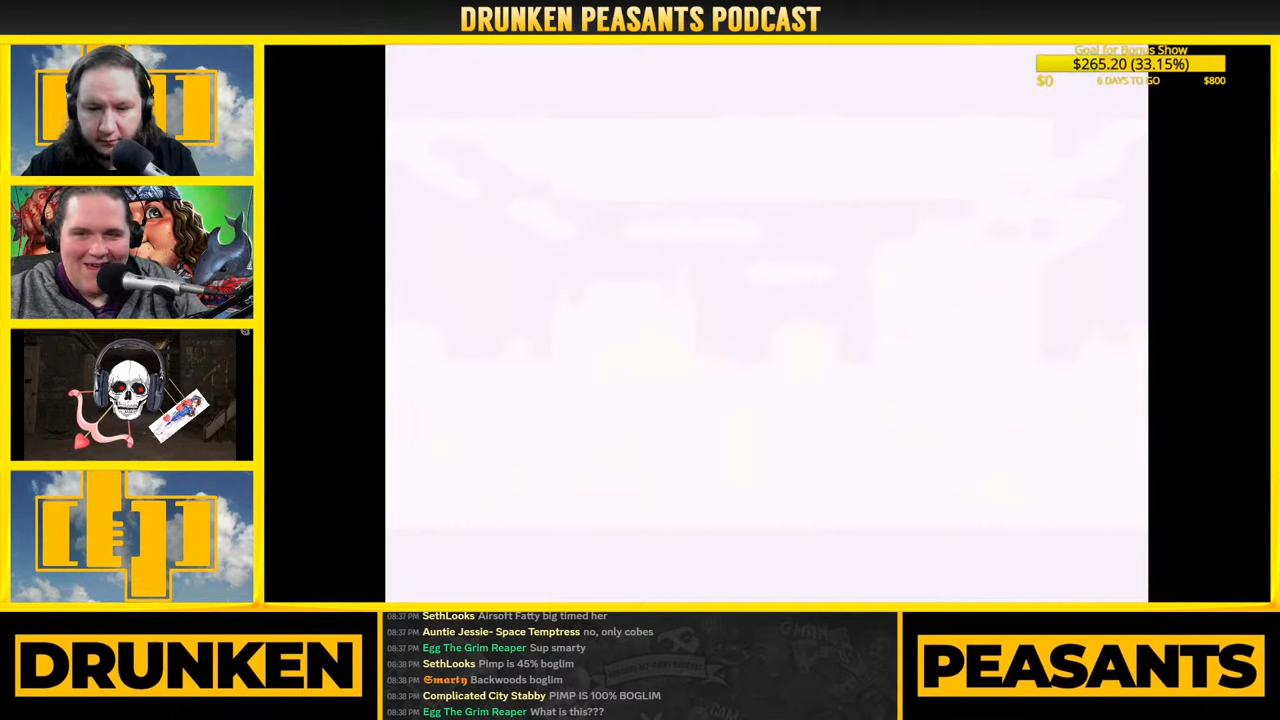 DRUNKEN PEASANTS PODCAST
Goal for Bonus Show
$265.20 (33.15%)
$0 6 DAYS TO GO $800
08:37 PM SethLooks Airsoft Fatty big timed her
08:37 PM Auntie Jessie- Space Temptress no, only cobes
08:37 PM Egg The Grim Reaper Sup smarty
08:38 PM SethLooks Pimp is 45% boglim
08:38 PM 𝕾𝖒𝖆𝖗𝖙𝖞 Backwoods boglim
08:38 PM Complicated City Stabby PIMP IS 100% BOGLIM
08:38 PM Egg The Grim Reaper What is this???
DRUNKEN
PEASANTS